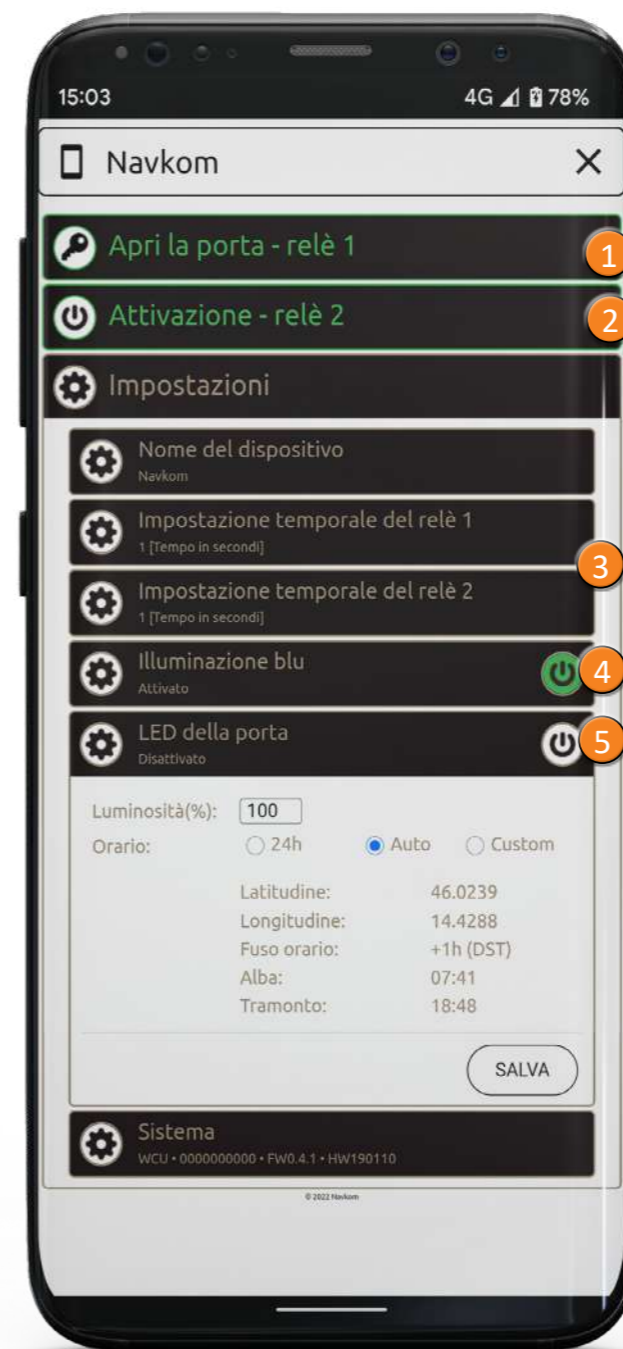 15:03 4G 78%
Navkom
Apri la porta - relè 1 1
Attivazione - relè 2 2
Impostazioni
Nome del dispositivo
Navkom
Impostazione temporale del relè 1
1 [Tempo in secondi]
3
Impostazione temporale del relè 2
1 [Tempo in secondi]
Illuminazione blu
Attivato
4
LED della porta
Disattivato
5
Luminosità(%): 100
Orario: 24h Auto Custom
Latitudine: 46.0239
Longitudine: 14.4288
Fuso orario: +1h (DST)
Alba: 07:41
Tramonto: 18:48
SALVA
Sistema
WCU • 0000000000 • FW0.4.1 • HW190110
© 2022 Navkom